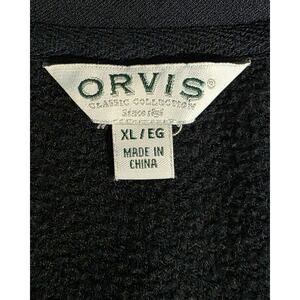 ORVIS®
CLASSIC COLLECTION
XL / EG
MADE IN
CHINA